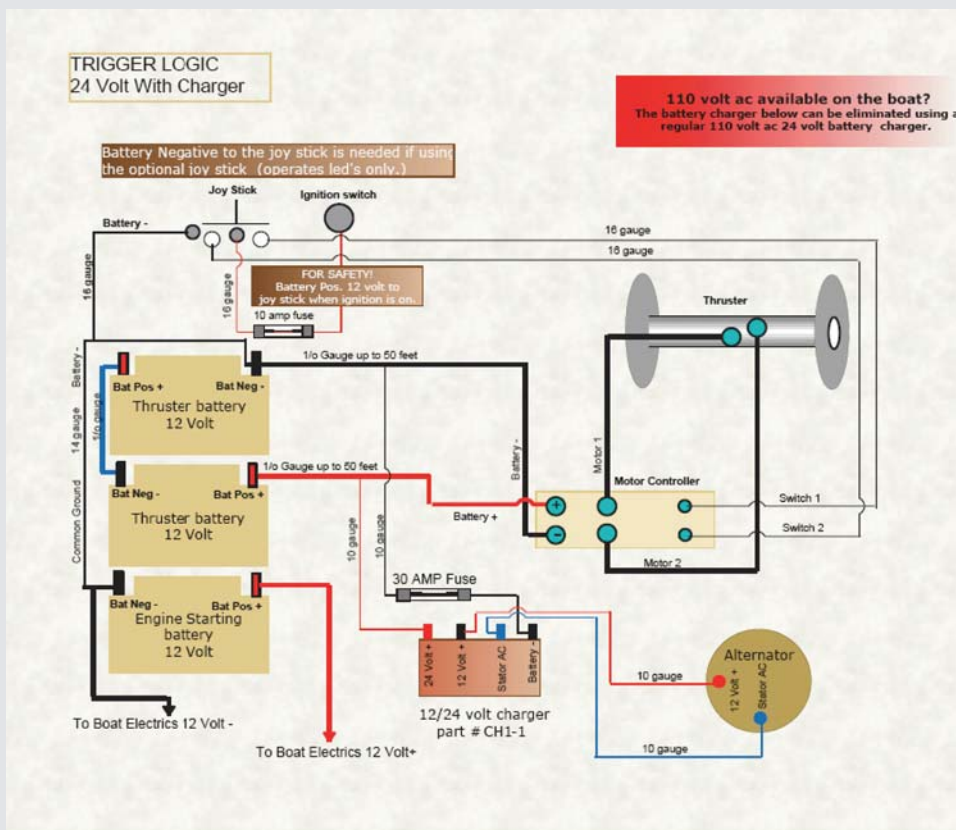 TRIGGER LOGIC
24 Volt With Charger
110 volt ac available on the boat?
The battery charger below can be eliminated using a
regular 110 volt ac 24 volt battery charger.
Battery Negative to the joy stick is needed if using
the optional joy stick (operates led's only.)
Joy Stick
Ignition switch
Battery -
16 gauge
16 gauge
16 gauge
16 gauge
FOR SAFETY!
Battery Pos. 12 volt to
joy stick when ignition is on.
10 amp fuse
Thruster
Battery -
1/o Gauge up to 50 feet
Bat Pos +
Bat Neg -
Thruster battery
12 Volt
1/o gauge
14 gauge
Common Ground
Motor 1
Battery -
1/o Gauge up to 50 feet
Bat Neg -
Bat Pos +
Thruster battery
12 Volt
Motor Controller
+
-
Switch 1
Switch 2
Battery +
Motor 2
10 gauge
10 gauge
30 AMP Fuse
Bat Neg -
Bat Pos +
Engine Starting
battery
12 Volt
24 Volt +
12 Volt +
Stator AC
Battery -
12/24 volt charger
part # CH1-1
Alternator
12 Volt +
Stator AC
10 gauge
10 gauge
To Boat Electrics 12 Volt -
To Boat Electrics 12 Volt+